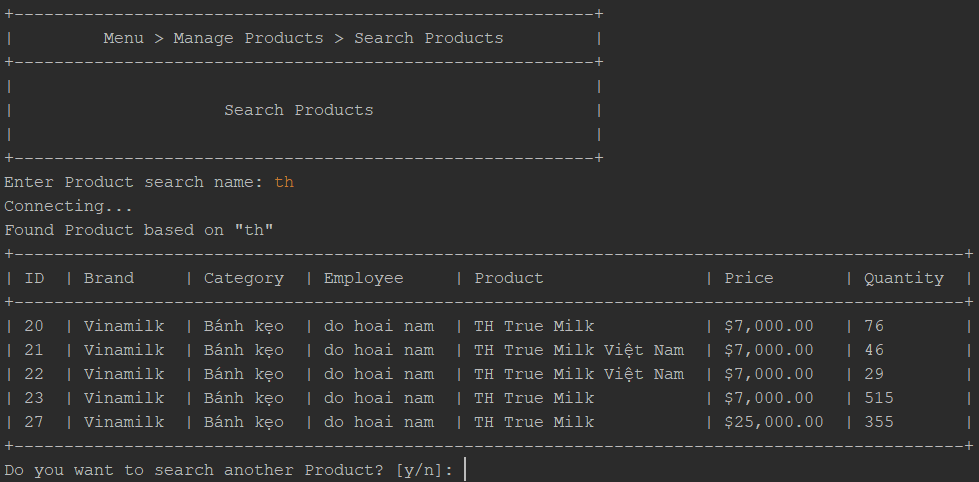 Menu > Manage Products > Search Products
Search Products
Enter Product search name: th
Connecting...
Found Product based on "th"
| ID | Brand | Category | Employee | Product | Price | Quantity |
| 20 | Vinamilk | Bánh kẹo | do hoai nam | TH True Milk | $7,000.00 | 76 |
| 21 | Vinamilk | Bánh kẹo | do hoai nam | TH True Milk Việt Nam | $7,000.00 | 46 |
| 22 | Vinamilk | Bánh kẹo | do hoai nam | TH True Milk Việt Nam | $7,000.00 | 29 |
| 23 | Vinamilk | Bánh kẹo | do hoai nam | TH True Milk | $7,000.00 | 515 |
| 27 | Vinamilk | Bánh kẹo | do hoai nam | TH True Milk | $25,000.00 | 355 |
Do you want to search another Product? [y/n]: